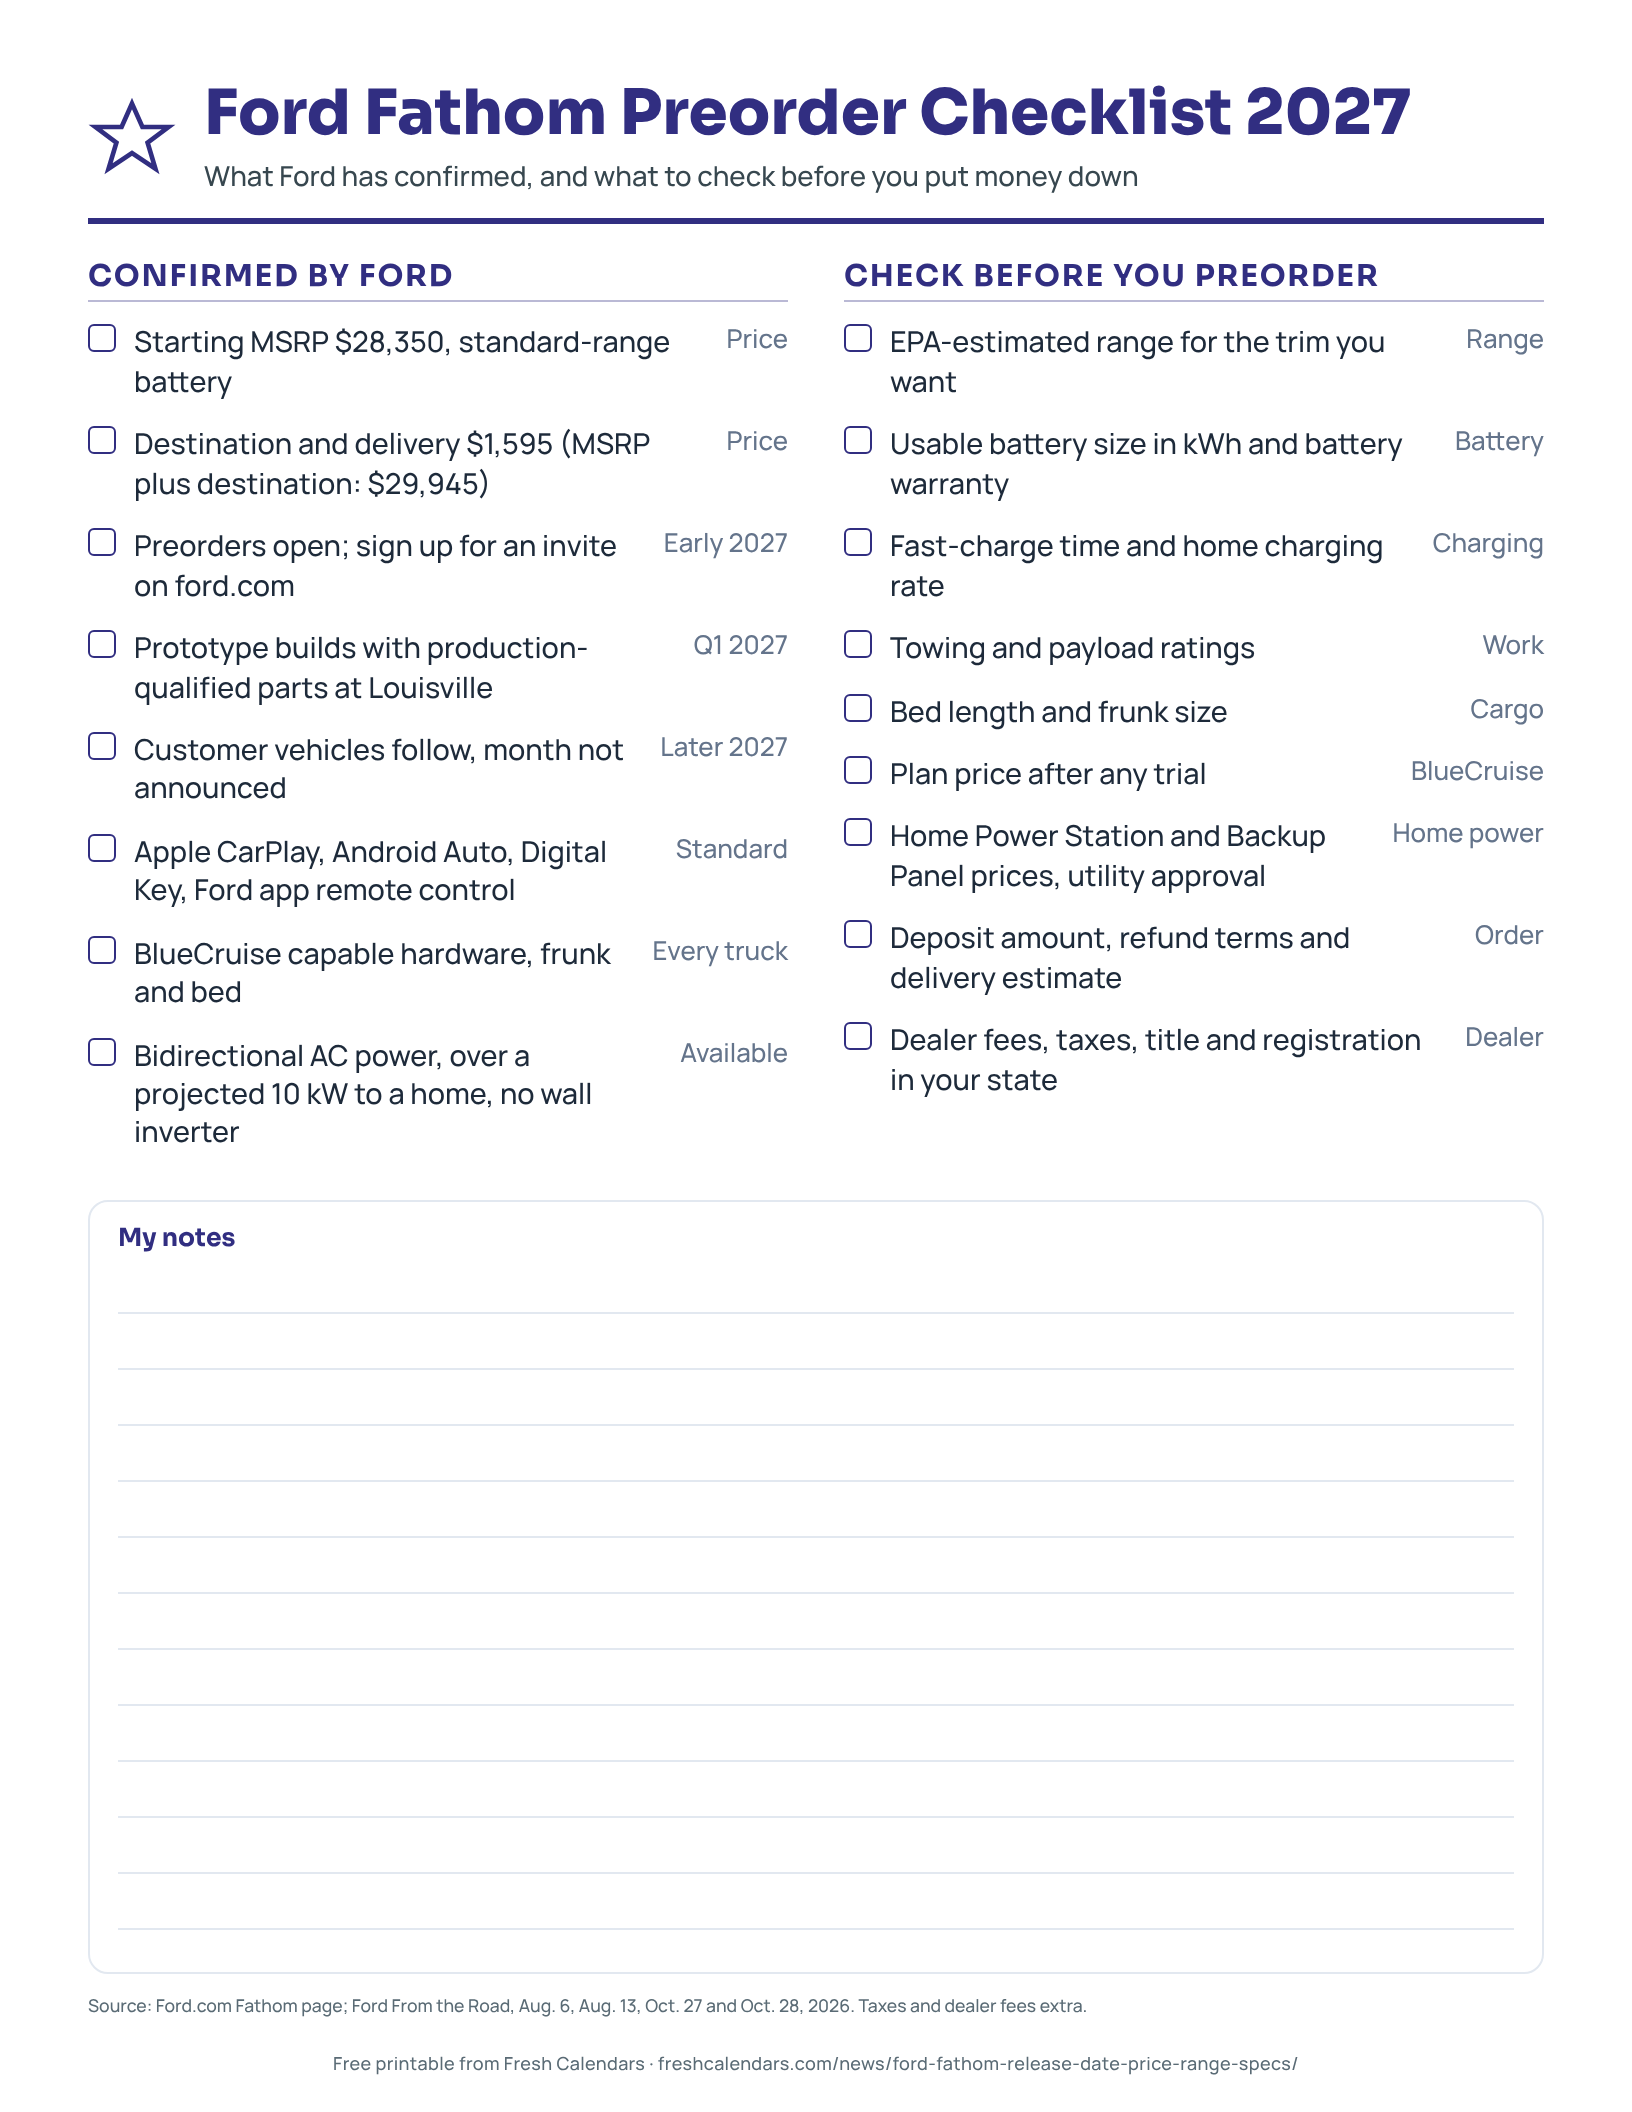 Ford Fathom Preorder Checklist 2027
What Ford has confirmed, and what to check before you put money down
CONFIRMED BY FORD
Starting MSRP $28,350, standard-range
battery
Price
Destination and delivery $1,595 (MSRP
plus destination: $29,945)
Price
Preorders open; sign up for an invite
on ford.com
Early 2027
Prototype builds with production-
qualified parts at Louisville
Q1 2027
Customer vehicles follow, month not
announced
Later 2027
Apple CarPlay, Android Auto, Digital
Key, Ford app remote control
Standard
BlueCruise capable hardware, frunk
and bed
Every truck
Bidirectional AC power, over a
projected 10 kW to a home, no wall
inverter
Available
CHECK BEFORE YOU PREORDER
EPA-estimated range for the trim you
want
Range
Usable battery size in kWh and battery
warranty
Battery
Fast-charge time and home charging
rate
Charging
Towing and payload ratings
Work
Bed length and frunk size
Cargo
Plan price after any trial
BlueCruise
Home Power Station and Backup
Panel prices, utility approval
Home power
Deposit amount, refund terms and
delivery estimate
Order
Dealer fees, taxes, title and registration
in your state
Dealer
My notes
Source: Ford.com Fathom page; Ford From the Road, Aug. 6, Aug. 13, Oct. 27 and Oct. 28, 2026. Taxes and dealer fees extra.
Free printable from Fresh Calendars · freshcalendars.com/news/ford-fathom-release-date-price-range-specs/